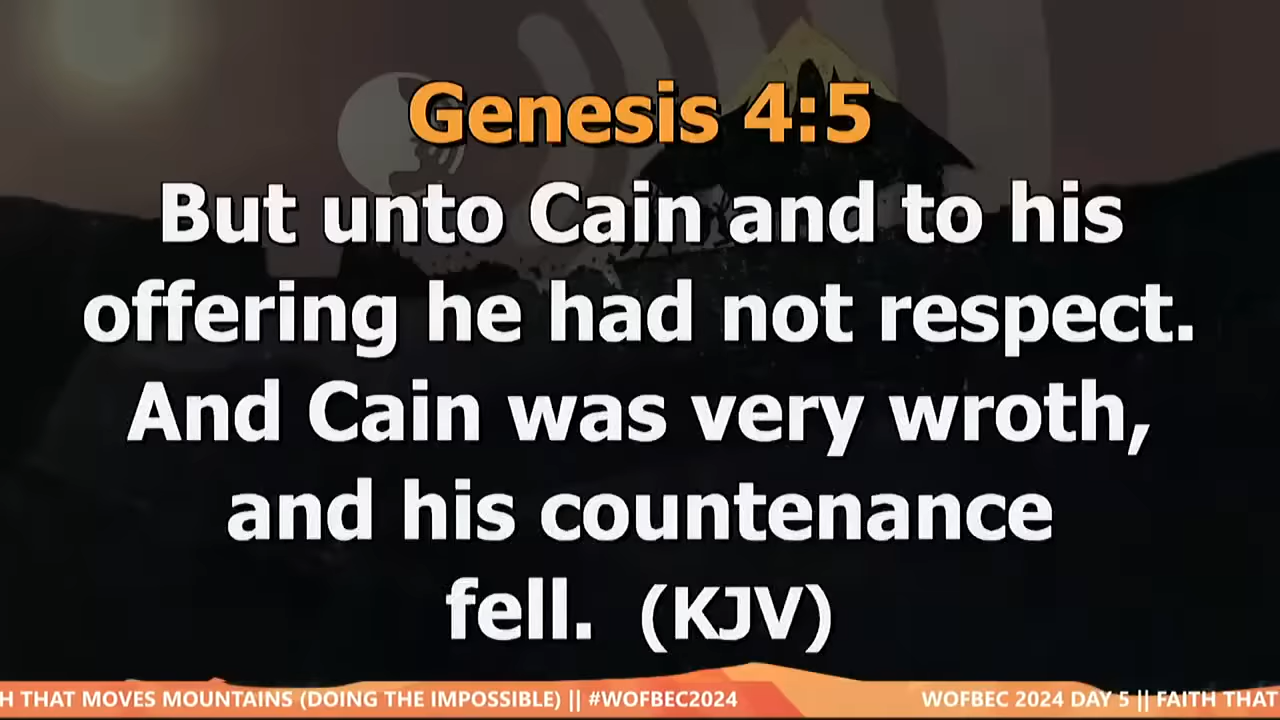 Genesis 4:5
But unto Cain and to his
offering he had not respect.
And Cain was very wroth,
and his countenance
fell. (KJV)
H THAT MOVES MOUNTAINS (DOING THE IMPOSSIBLE) || #WOFBEC2024
WOFBEC 2024 DAY 5 || FAITH THAT